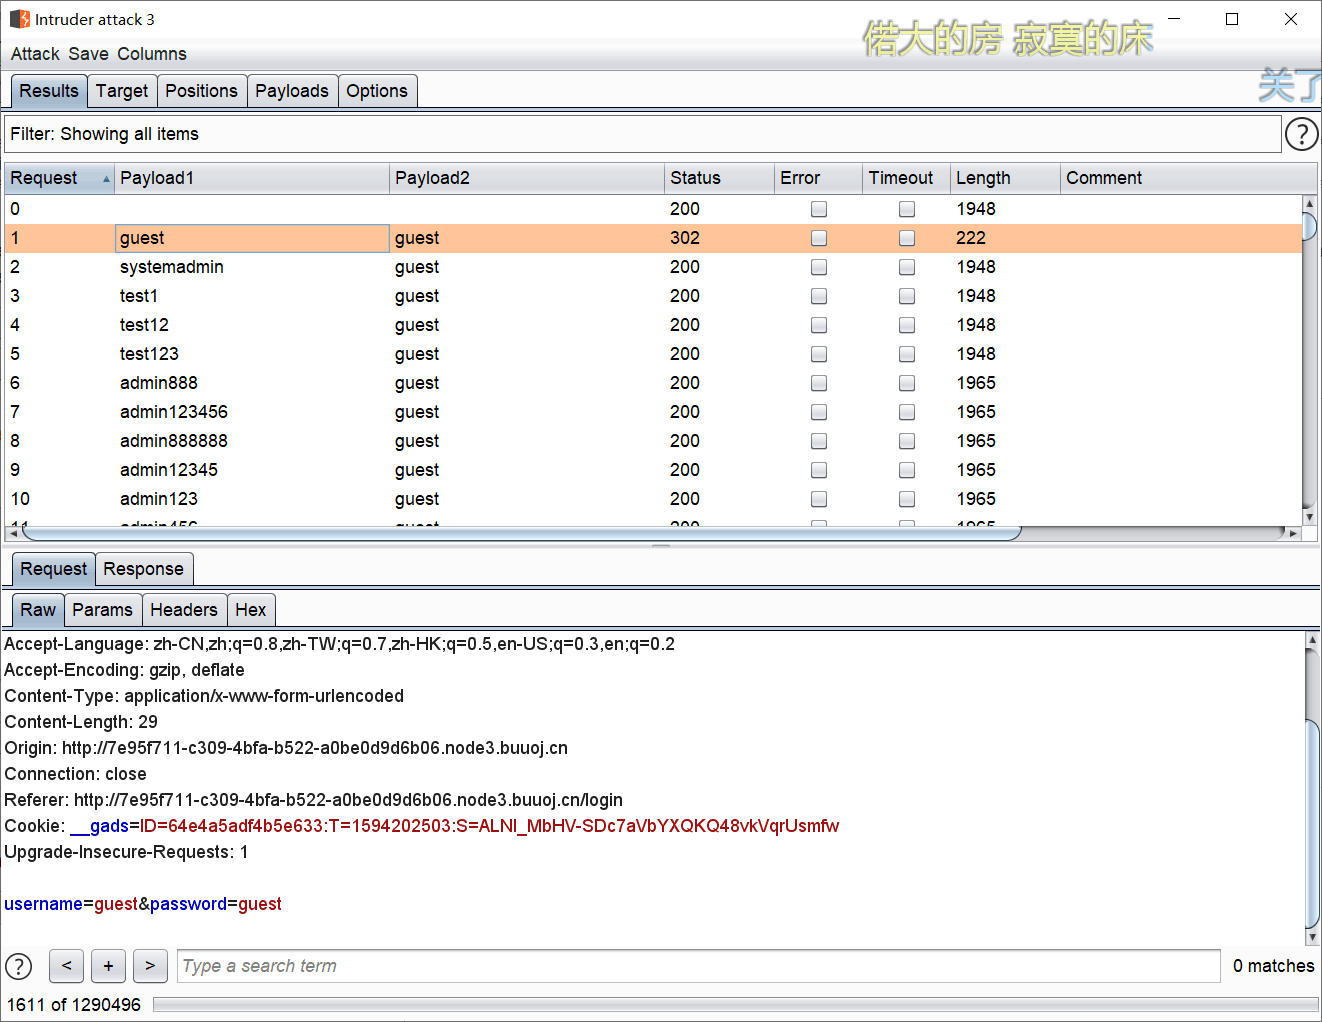 Intruder attack 3
偌大的房 寂寞的床
Attack Save Columns
关了
Results Target Positions Payloads Options
Filter: Showing all items
?
Request Payload1 Payload2 Status Error Timeout Length Comment
0 200 1948
1 guest guest 302 222
2 systemadmin guest 200 1948
3 test1 guest 200 1948
4 test12 guest 200 1948
5 test123 guest 200 1948
6 admin888 guest 200 1965
7 admin123456 guest 200 1965
8 admin888888 guest 200 1965
9 admin12345 guest 200 1965
10 admin123 guest 200 1965
11 admin456 guest 200 1965
Request Response
Raw Params Headers Hex
Accept-Language: zh-CN,zh;q=0.8,zh-TW;q=0.7,zh-HK;q=0.5,en-US;q=0.3,en;q=0.2
Accept-Encoding: gzip, deflate
Content-Type: application/x-www-form-urlencoded
Content-Length: 29
Origin: http://7e95f711-c309-4bfa-b522-a0be0d9d6b06.node3.buuoj.cn
Connection: close
Referer: http://7e95f711-c309-4bfa-b522-a0be0d9d6b06.node3.buuoj.cn/login
Cookie: __gads=ID=64e4a5adf4b5e633:T=1594202503:S=ALNI_MbHV-SDc7aVbYXQKQ48vkVqrUsmfw
Upgrade-Insecure-Requests: 1
username=guest&password=guest
? < + > Type a search term 0 matches
1611 of 1290496